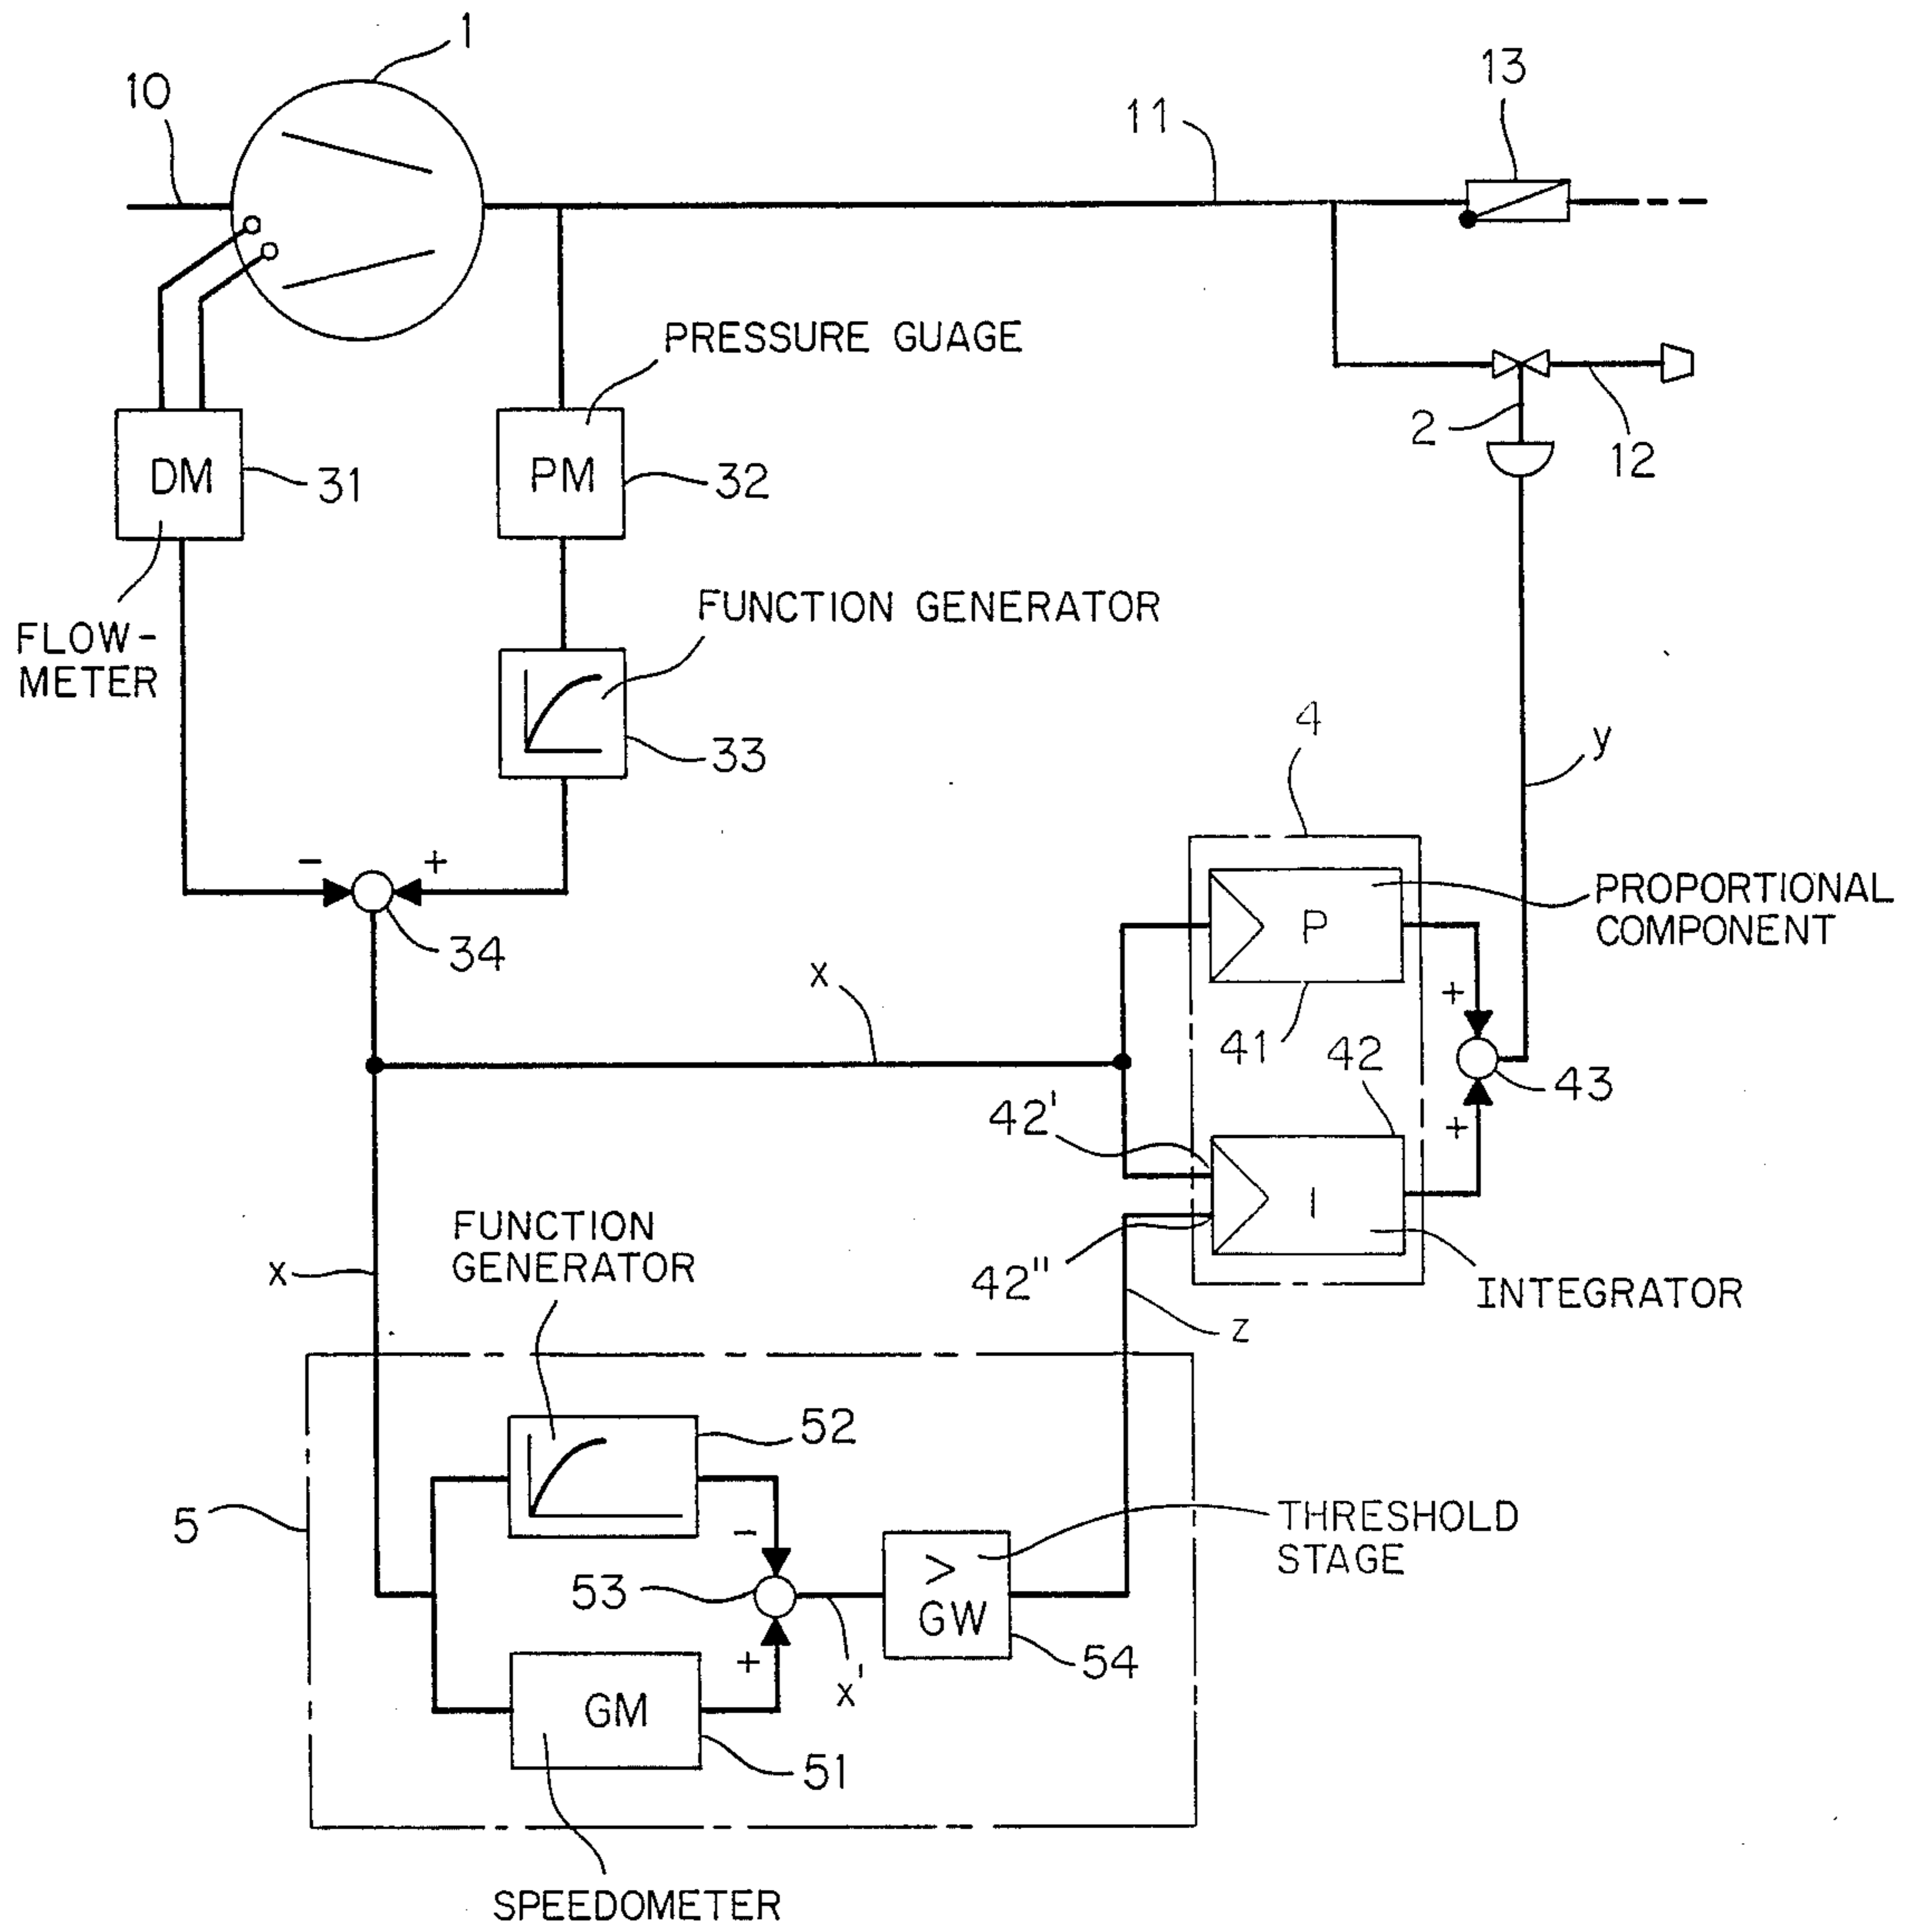 1
10
11
13
PRESSURE GUAGE
2
12
DM
31
PM
32
FUNCTION GENERATOR
FLOW-
METER
33
4
y
- +
34
PROPORTIONAL
COMPONENT
P
+
x
41
42
43
42'
+
I
42"
INTEGRATOR
FUNCTION
GENERATOR
x
z
52
5
THRESHOLD
STAGE
-
53
>
GW
+
x'
54
GM
51
SPEEDOMETER